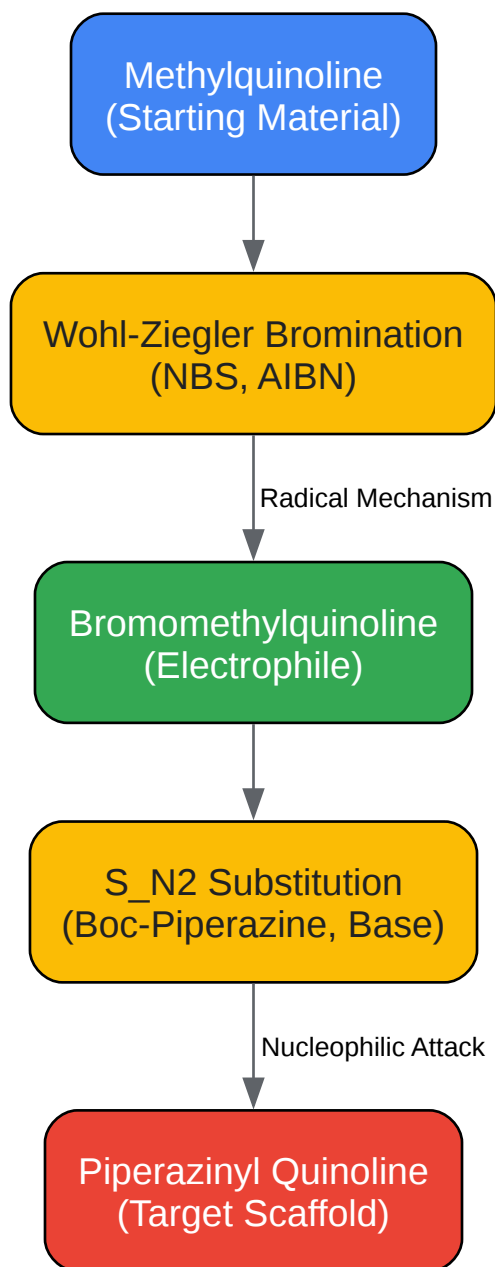 Methylquinoline
(Starting Material)
Wohl-Ziegler Bromination
(NBS, AIBN)
Radical Mechanism
Bromomethylquinoline
(Electrophile)
S_N2 Substitution
(Boc-Piperazine, Base)
Nucleophilic Attack
Piperazinyl Quinoline
(Target Scaffold)